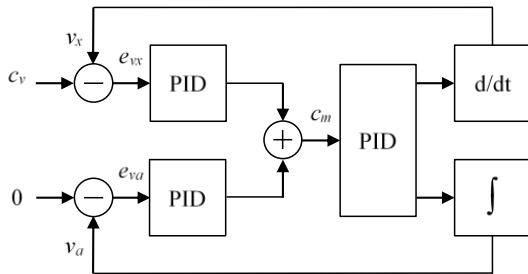 v_x
c_v
−
e_vx
PID
d/dt
+
c_m
PID
0
−
e_va
PID
∫
v_a